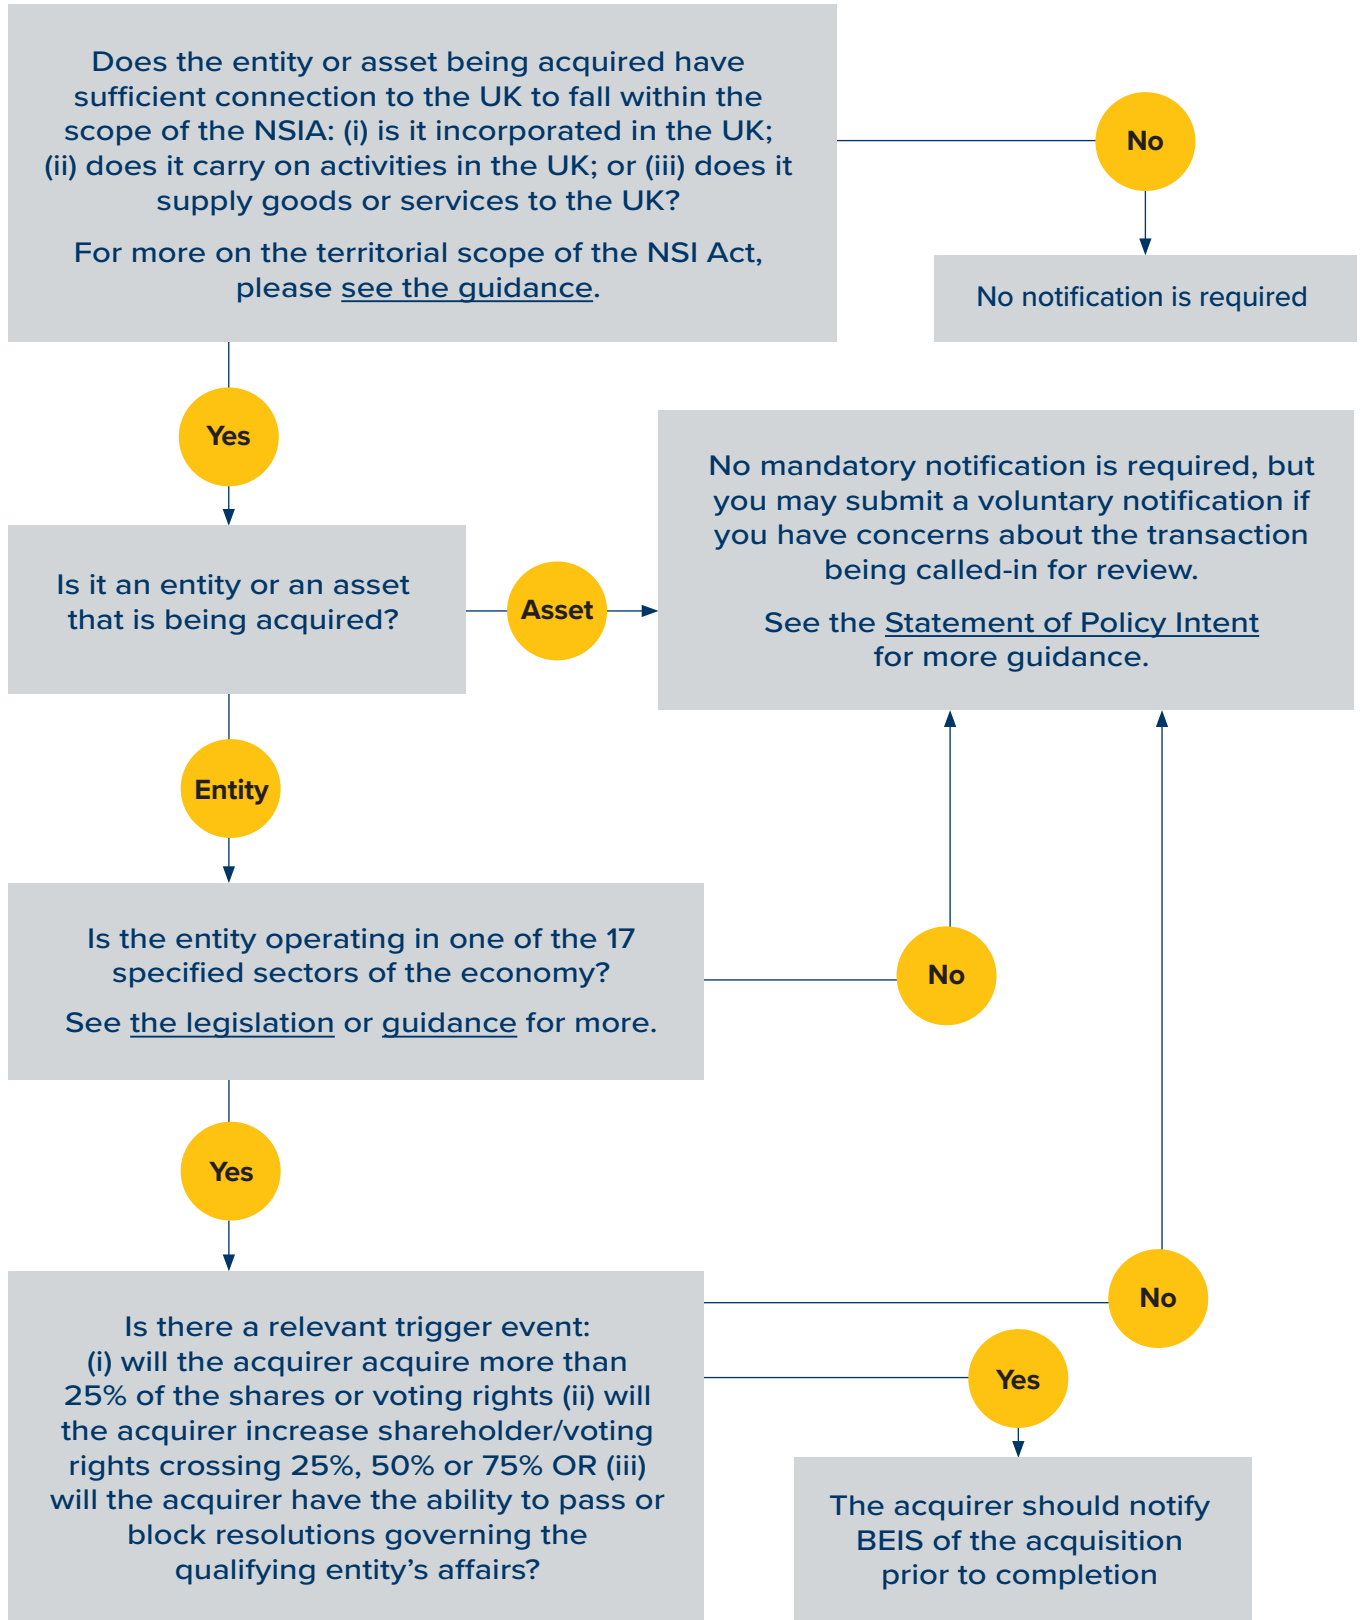 Does the entity or asset being acquired have
sufficient connection to the UK to fall within the
scope of the NSIA: (i) is it incorporated in the UK;
(ii) does it carry on activities in the UK; or (iii) does it
supply goods or services to the UK?
For more on the territorial scope of the NSI Act,
please see the guidance.
No
No notification is required
Yes
Is it an entity or an asset
that is being acquired?
Asset
No mandatory notification is required, but
you may submit a voluntary notification if
you have concerns about the transaction
being called-in for review.
See the Statement of Policy Intent
for more guidance.
Entity
Is the entity operating in one of the 17
specified sectors of the economy?
See the legislation or guidance for more.
No
Yes
Is there a relevant trigger event:
(i) will the acquirer acquire more than
25% of the shares or voting rights (ii) will
the acquirer increase shareholder/voting
rights crossing 25%, 50% or 75% OR (iii)
will the acquirer have the ability to pass or
block resolutions governing the
qualifying entity’s affairs?
No
Yes
The acquirer should notify
BEIS of the acquisition
prior to completion